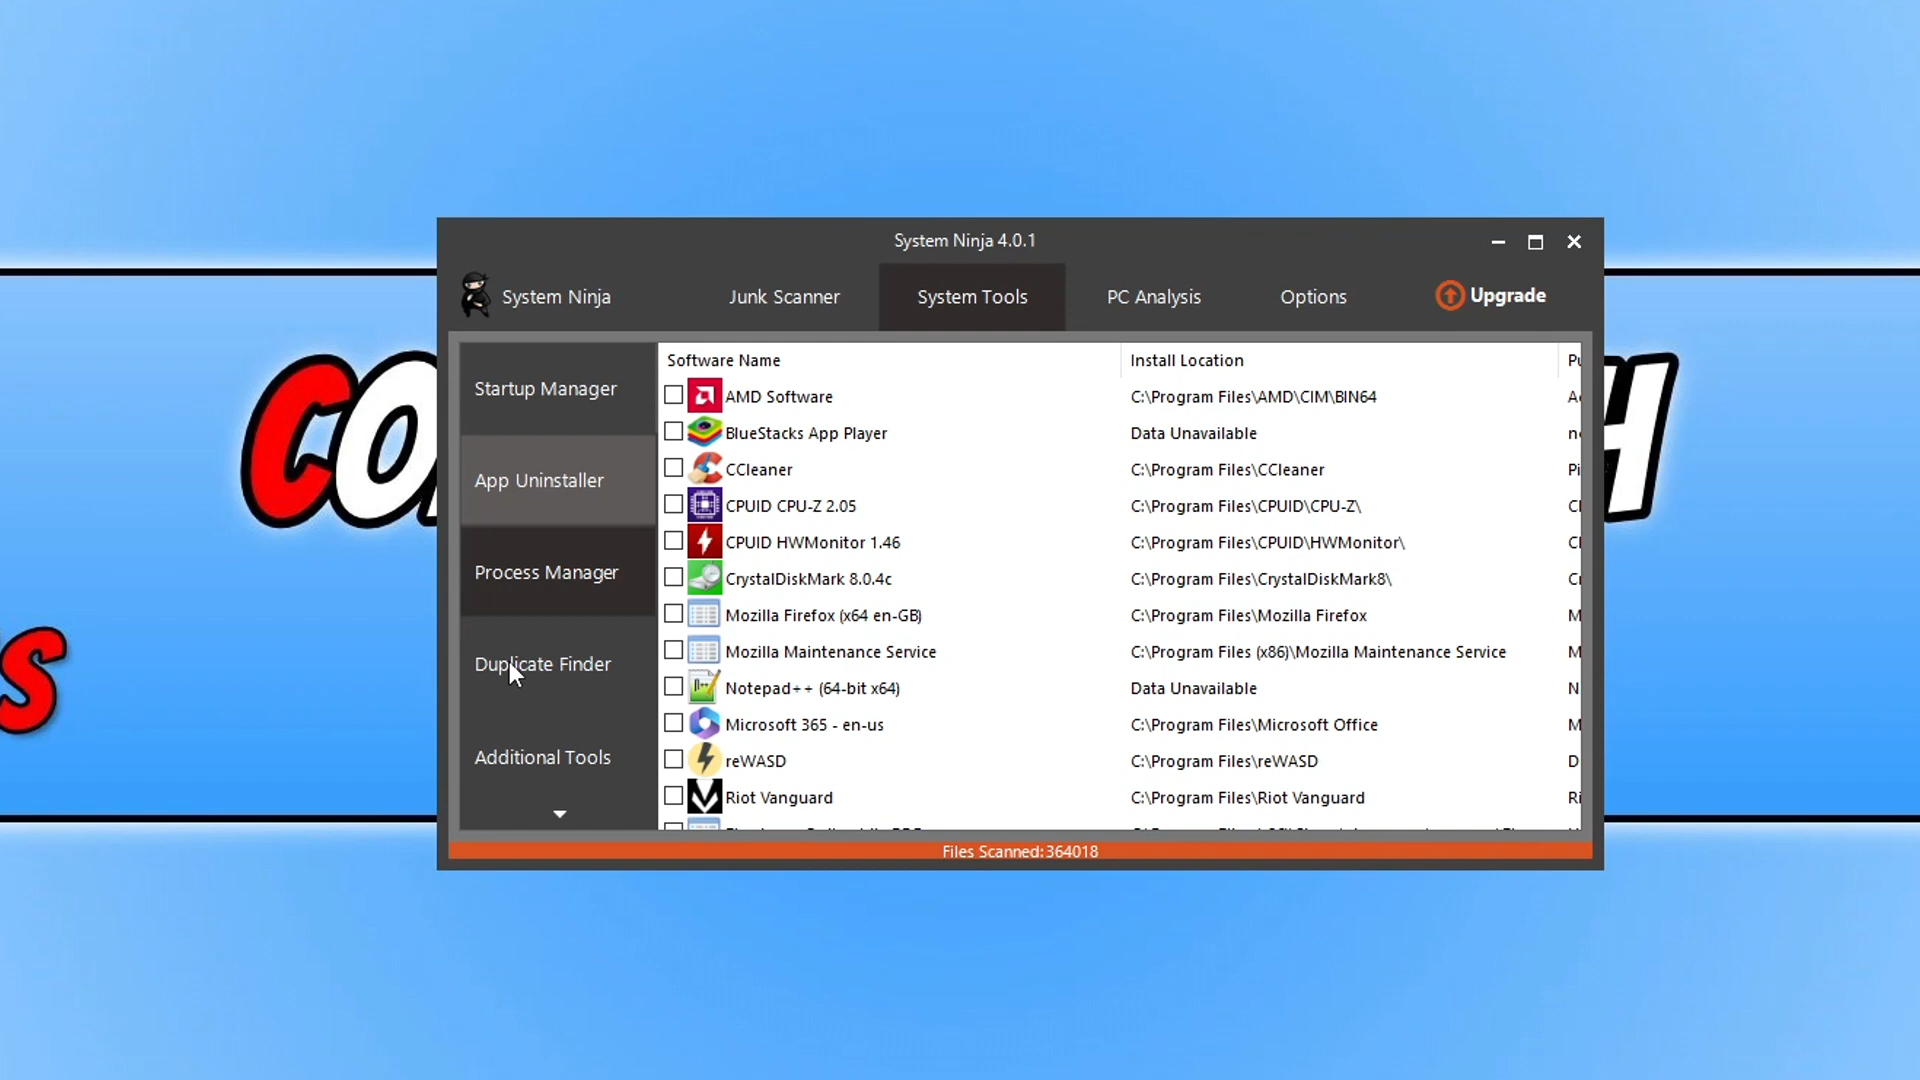 System Ninja 4.0.1
System Ninja
Junk Scanner
System Tools
PC Analysis
Options
Upgrade
Startup Manager
App Uninstaller
Process Manager
Duplicate Finder
Additional Tools
Software Name Install Location Pu
AMD Software C:\Program Files\AMD\CIM\BIN64
BlueStacks App Player Data Unavailable
CCleaner C:\Program Files\CCleaner Pi
CPUID CPU-Z 2.05 C:\Program Files\CPUID\CPU-Z\
CPUID HWMonitor 1.46 C:\Program Files\CPUID\HWMonitor\
CrystalDiskMark 8.0.4c C:\Program Files\CrystalDiskMark8\
Mozilla Firefox (x64 en-GB) C:\Program Files\Mozilla Firefox M
Mozilla Maintenance Service C:\Program Files (x86)\Mozilla Maintenance Service M
Notepad++ (64-bit x64) Data Unavailable N
Microsoft 365 - en-us C:\Program Files\Microsoft Office M
reWASD C:\Program Files\reWASD D
Riot Vanguard C:\Program Files\Riot Vanguard Ri
Files Scanned:364018
CO
H
S